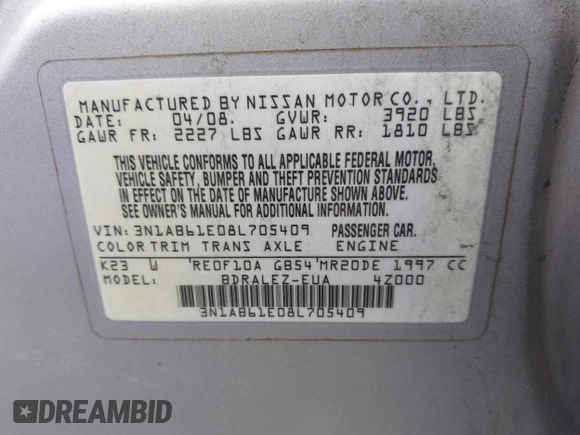 MANUFACTURED BY NISSAN MOTOR CO., LTD.
DATE: 04/08. GVWR: 3920 LBS
GAWR FR: 2227 LBS GAWR RR: 1810 LBS
THIS VEHICLE CONFORMS TO ALL APPLICABLE FEDERAL MOTOR
VEHICLE SAFETY, BUMPER AND THEFT PREVENTION STANDARDS
IN EFFECT ON THE DATE OF MANUFACTURE SHOWN ABOVE.
SEE OWNER'S MANUAL FOR ADDITIONAL INFORMATION.
VIN: 3N1AB61E08L705409 PASSENGER CAR.
COLOR TRIM TRANS AXLE ENGINE
K23 W 'RE0F10A GB54'MR20DE 1997 CC
MODEL: BDRALEZ-EUA 4Z000
3N1AB61E08L705409
DREAMBID